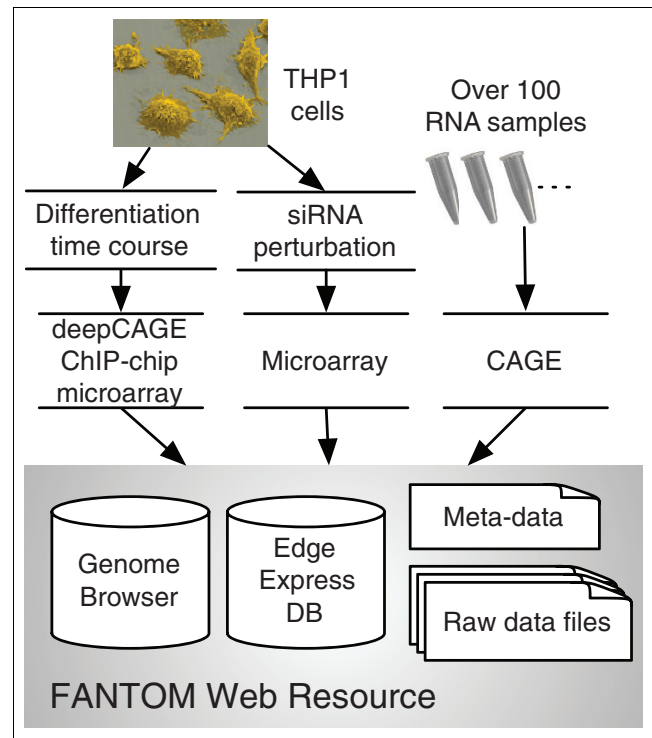 THP1
cells
Over 100
RNA samples
Differentiation
time course
siRNA
perturbation
deepCAGE
ChIP-chip
microarray
Microarray
CAGE
Genome
Browser
Edge
Express
DB
Meta-data
Raw data files
FANTOM Web Resource